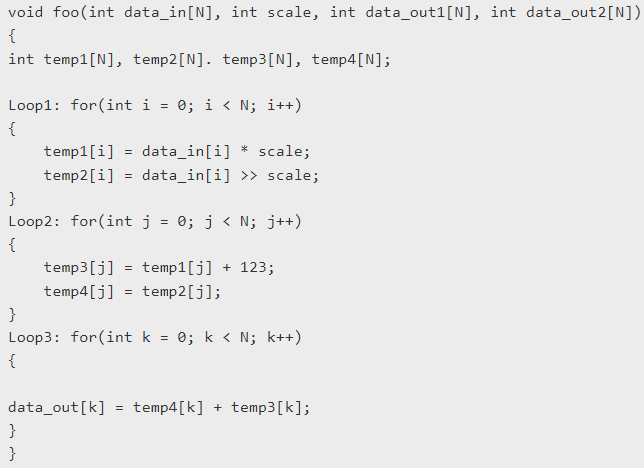 void foo(int data_in[N], int scale, int data_out1[N], int data_out2[N])
{
int temp1[N], temp2[N]. temp3[N], temp4[N];
Loop1: for(int i = 0; i < N; i++)
{
temp1[i] = data_in[i] * scale;
temp2[i] = data_in[i] >> scale;
}
Loop2: for(int j = 0; j < N; j++)
{
temp3[j] = temp1[j] + 123;
temp4[j] = temp2[j];
}
Loop3: for(int k = 0; k < N; k++)
{
data_out[k] = temp4[k] + temp3[k];
}
}